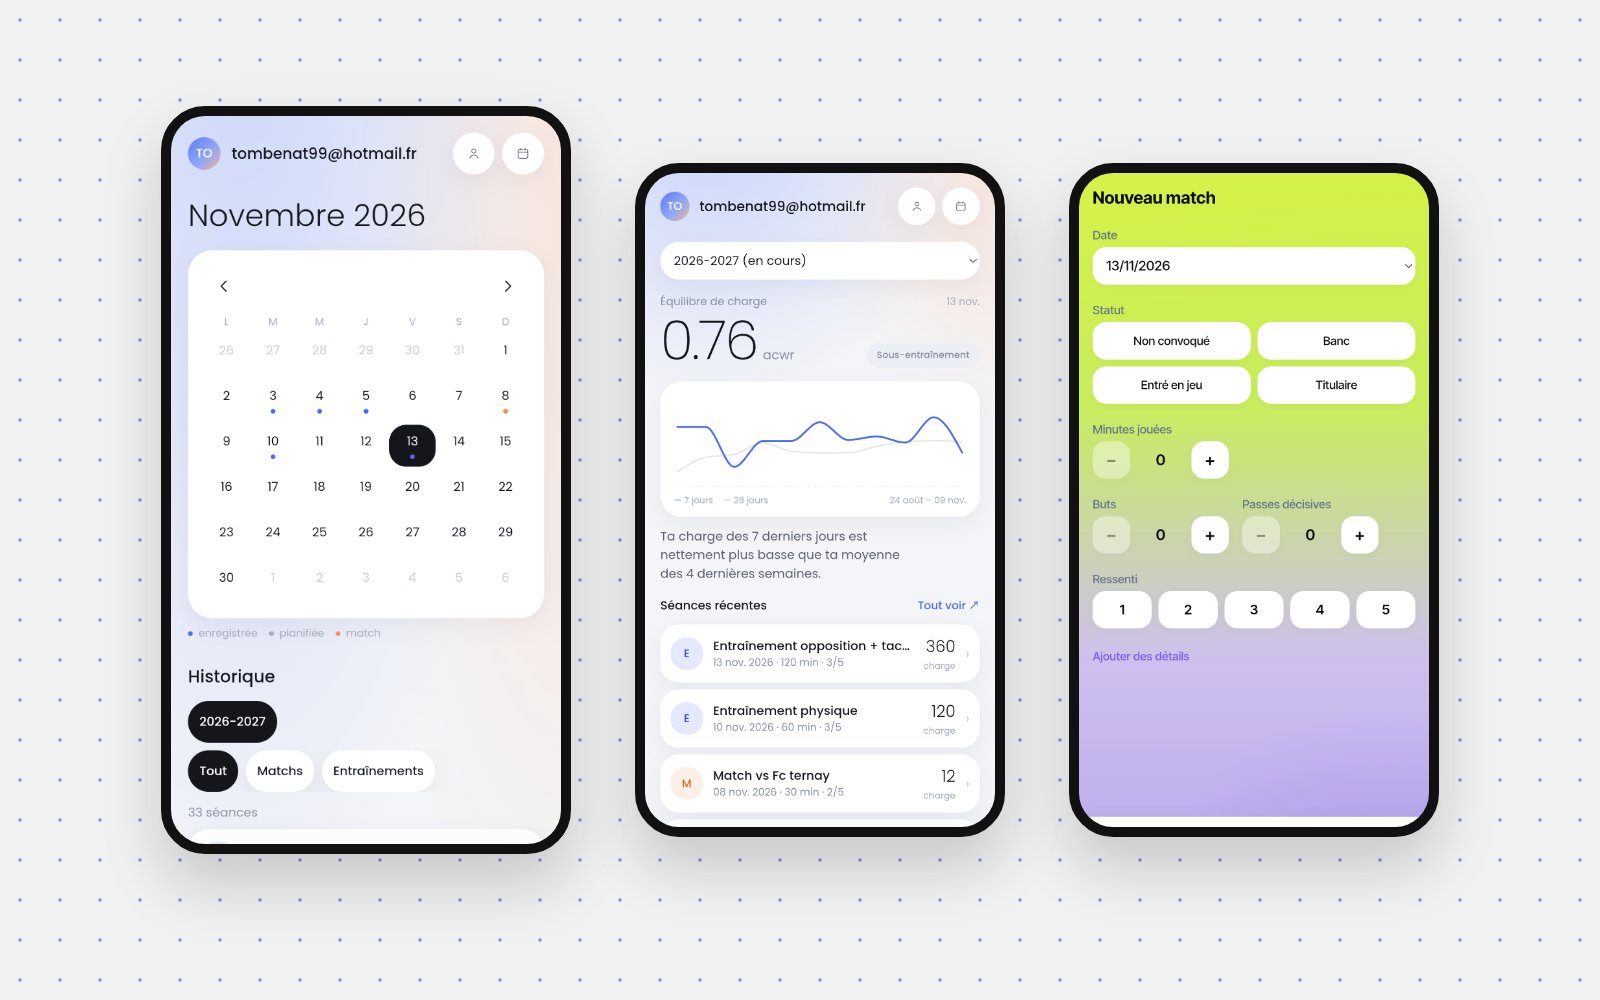 TO tombenat99@hotmail.fr
Novembre 2026
L M M J V S D
26 27 28 29 30 31 1
2 3 4 5 6 7 8
9 10 11 12 13 14 15
16 17 18 19 20 21 22
23 24 25 26 27 28 29
30 1 2 3 4 5 6
enregistrée planifiée match
Historique
2026-2027
Tout Matchs Entraînements
33 séances
TO tombenat99@hotmail.fr
2026-2027 (en cours)
Équilibre de charge 13 nov.
0.76 acwr Sous-entraînement
— 7 jours — 28 jours 24 août – 09 nov.
Ta charge des 7 derniers jours est
nettement plus basse que ta moyenne
des 4 dernières semaines.
Séances récentes Tout voir ↗
E Entraînement opposition + tac... 360 ›
13 nov. 2026 · 120 min · 3/5 charge
E Entraînement physique 120 ›
10 nov. 2026 · 60 min · 3/5 charge
M Match vs Fc ternay 12 ›
08 nov. 2026 · 30 min · 2/5 charge
Nouveau match
Date
13/11/2026
Statut
Non convoqué Banc
Entré en jeu Titulaire
Minutes jouées
− 0 +
Buts Passes décisives
− 0 + − 0 +
Ressenti
1 2 3 4 5
Ajouter des détails